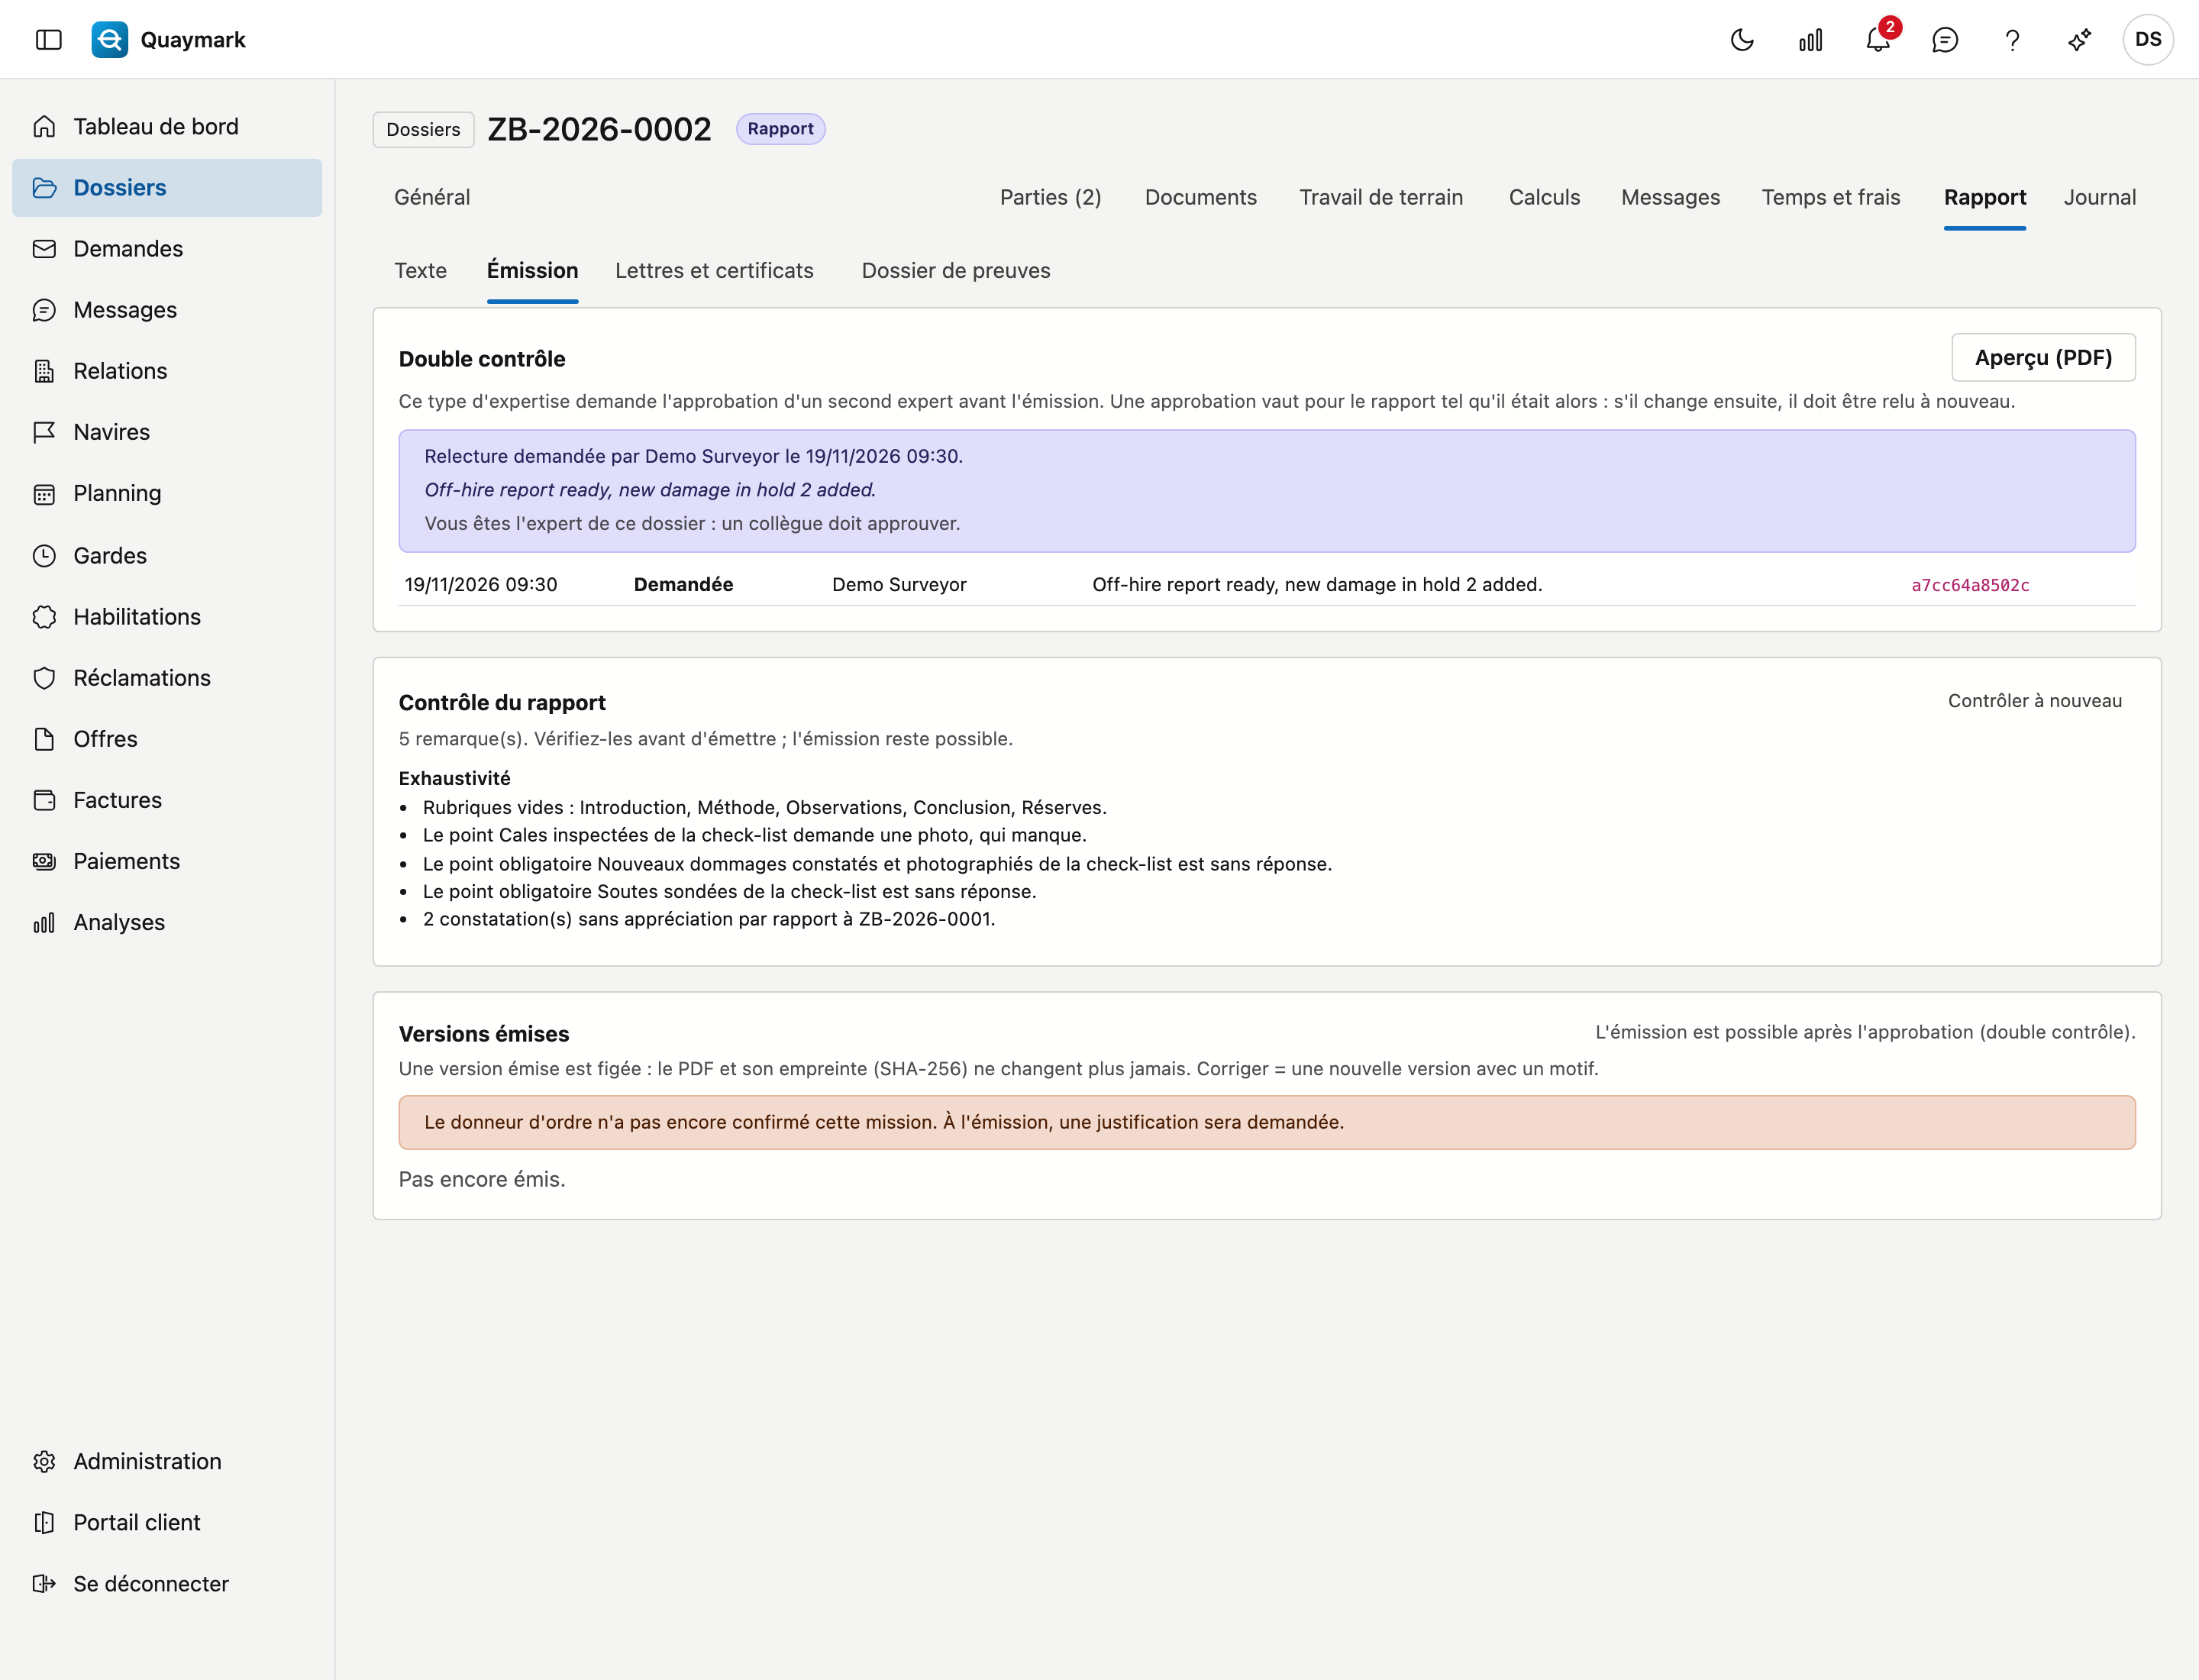 Quaymark
2
DS
Tableau de bord
Dossiers
Demandes
Messages
Relations
Navires
Planning
Gardes
Habilitations
Réclamations
Offres
Factures
Paiements
Analyses
Administration
Portail client
Se déconnecter
Dossiers ZB-2026-0002 Rapport
Général Parties (2) Documents Travail de terrain Calculs Messages Temps et frais Rapport Journal
Texte Émission Lettres et certificats Dossier de preuves
Double contrôle Aperçu (PDF)
Ce type d'expertise demande l'approbation d'un second expert avant l'émission. Une approbation vaut pour le rapport tel qu'il était alors : s'il change ensuite, il doit être relu à nouveau.
Relecture demandée par Demo Surveyor le 19/11/2026 09:30.
Off-hire report ready, new damage in hold 2 added.
Vous êtes l'expert de ce dossier : un collègue doit approuver.
19/11/2026 09:30 Demandée Demo Surveyor Off-hire report ready, new damage in hold 2 added. a7cc64a8502c
Contrôle du rapport Contrôler à nouveau
5 remarque(s). Vérifiez-les avant d'émettre ; l'émission reste possible.
Exhaustivité
• Rubriques vides : Introduction, Méthode, Observations, Conclusion, Réserves.
• Le point Cales inspectées de la check-list demande une photo, qui manque.
• Le point obligatoire Nouveaux dommages constatés et photographiés de la check-list est sans réponse.
• Le point obligatoire Soutes sondées de la check-list est sans réponse.
• 2 constatation(s) sans appréciation par rapport à ZB-2026-0001.
Versions émises L'émission est possible après l'approbation (double contrôle).
Une version émise est figée : le PDF et son empreinte (SHA-256) ne changent plus jamais. Corriger = une nouvelle version avec un motif.
Le donneur d'ordre n'a pas encore confirmé cette mission. À l'émission, une justification sera demandée.
Pas encore émis.